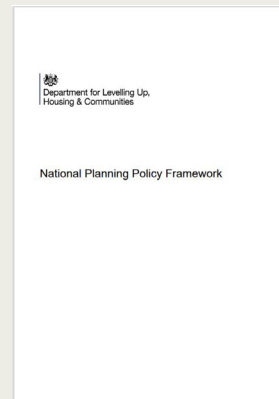 Department for Levelling Up,
Housing & Communities
National Planning Policy Framework